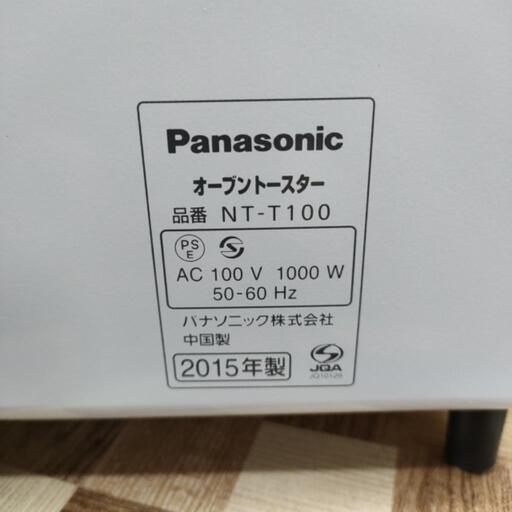 Panasonic
オーブントースター
品番 NT-T100
PS E
AC 100 V 1000 W
50-60 Hz
パナソニック株式会社
中国製
2015年製
JQA